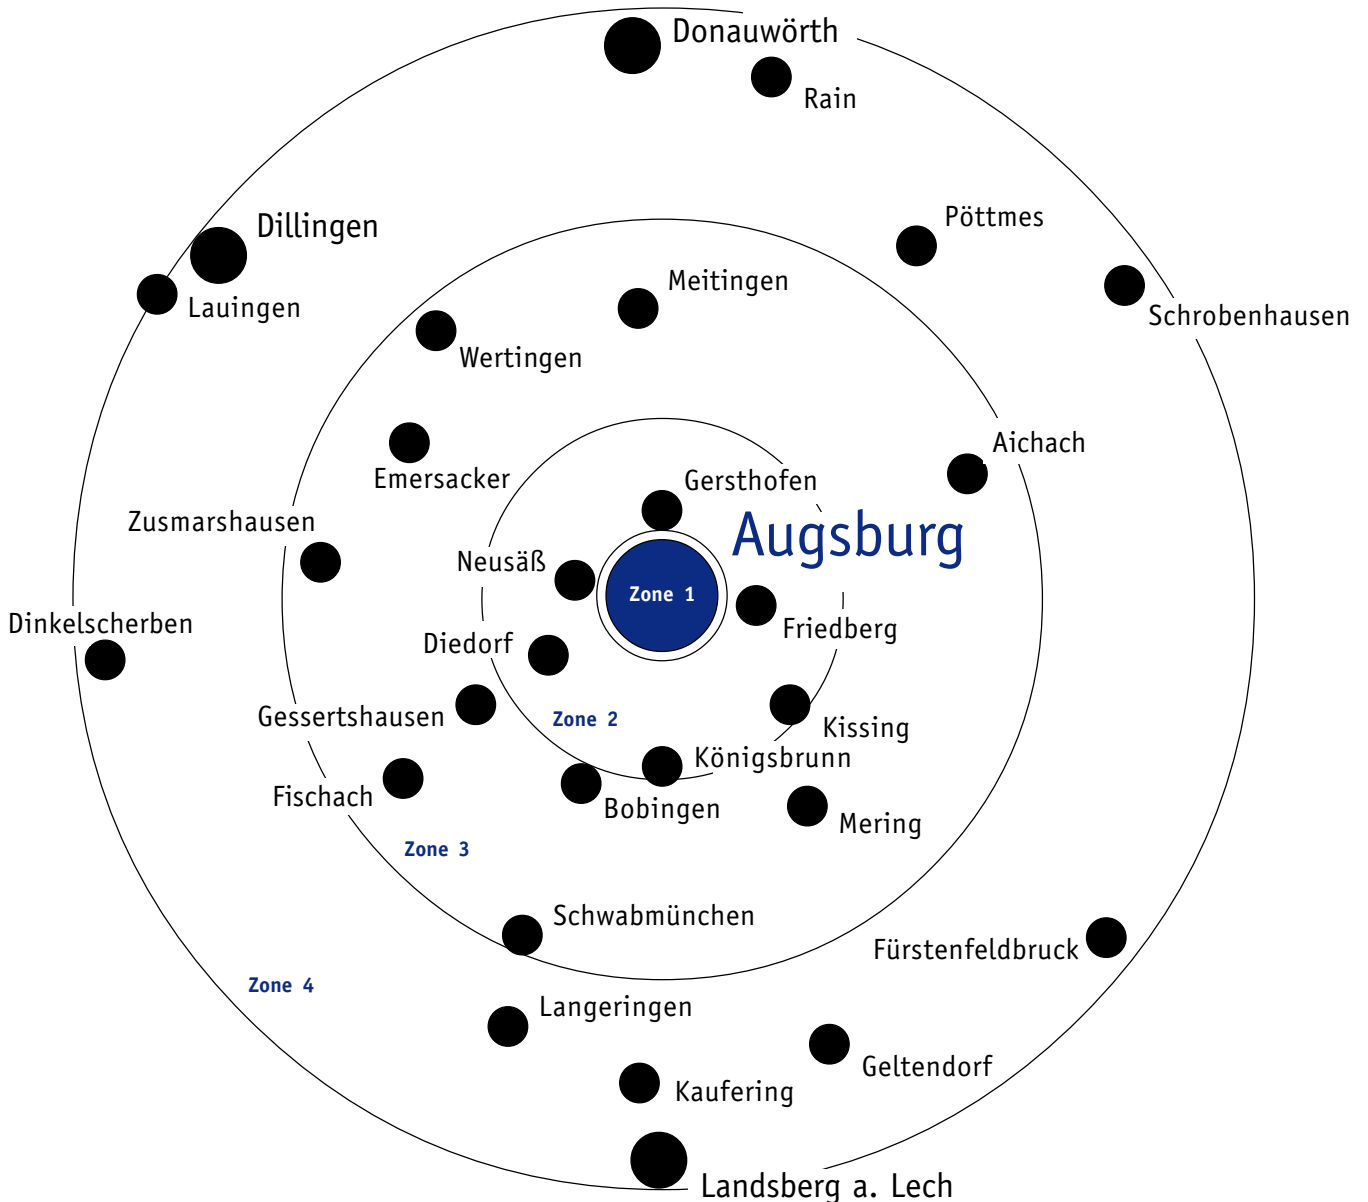 Donauwörth
Rain
Pöttmes
Dillingen
Meitingen
Lauingen
Schrobenhausen
Wertingen
Aichach
Emersacker
Gersthofen
Zusmarshausen
Augsburg
Neusäß
Zone 1
Dinkelscherben
Friedberg
Diedorf
Gessertshausen
Zone 2
Kissing
Königsbrunn
Fischach
Bobingen
Mering
Zone 3
Schwabmünchen
Fürstenfeldbruck
Zone 4
Langeringen
Geltendorf
Kaufering
Landsberg a. Lech